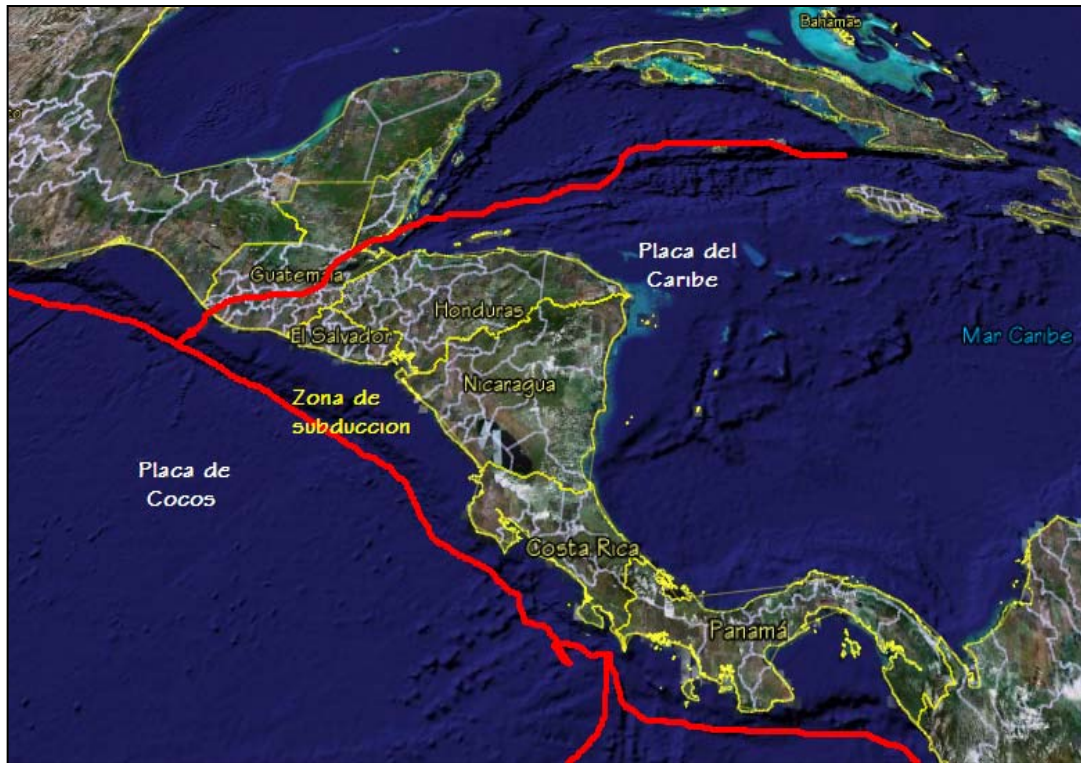 Bahamas
Placa del
Caribe
Guatemala
Honduras
El Salvador
Mar Caribe
Nicaragua
Zona de
subduccion
Placa de
Cocos
Costa Rica
Panamá